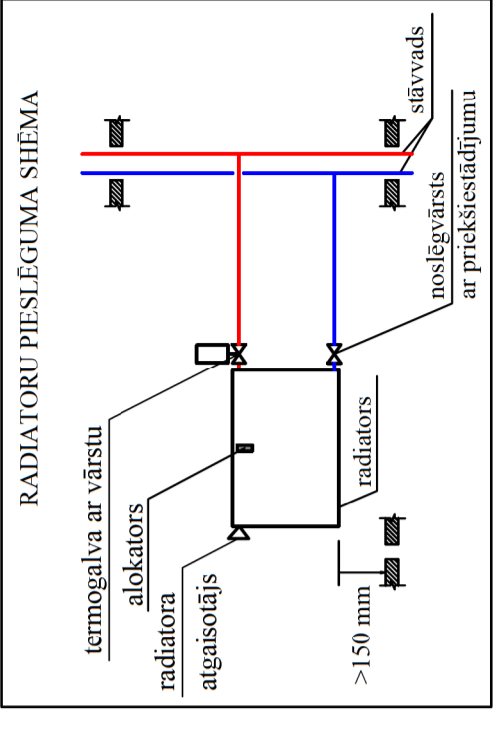 RADIATORU PIESLĒGUMA SHĒMA
termogalva ar vārstu
alokators
radiatora
atgaisotājs
>150 mm
radiators
noslēgvārsts
ar priekšiestādījumu
stāvvads